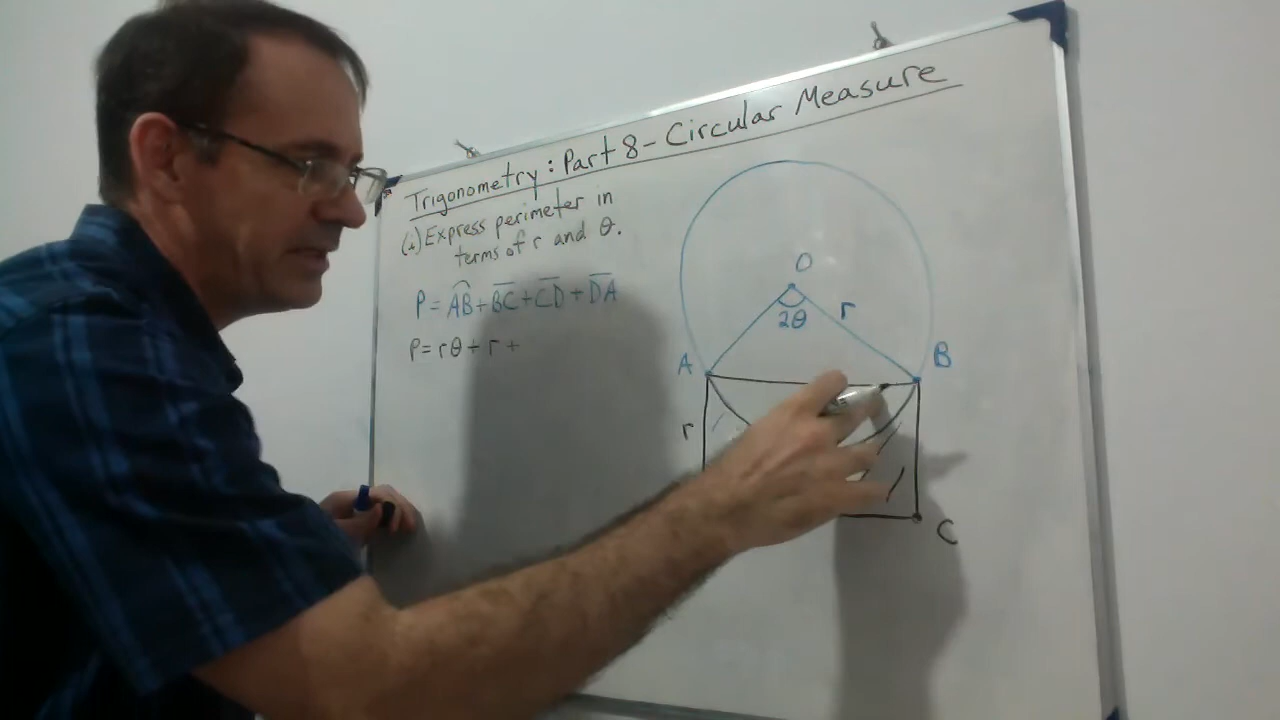 Trigonometry: Part 8 - Circular Measure
(i) Express perimeter in
terms of r and θ.
P = AB + BC + CD + DA
P = rθ + r +
O
2θ
r
A
B
r
C